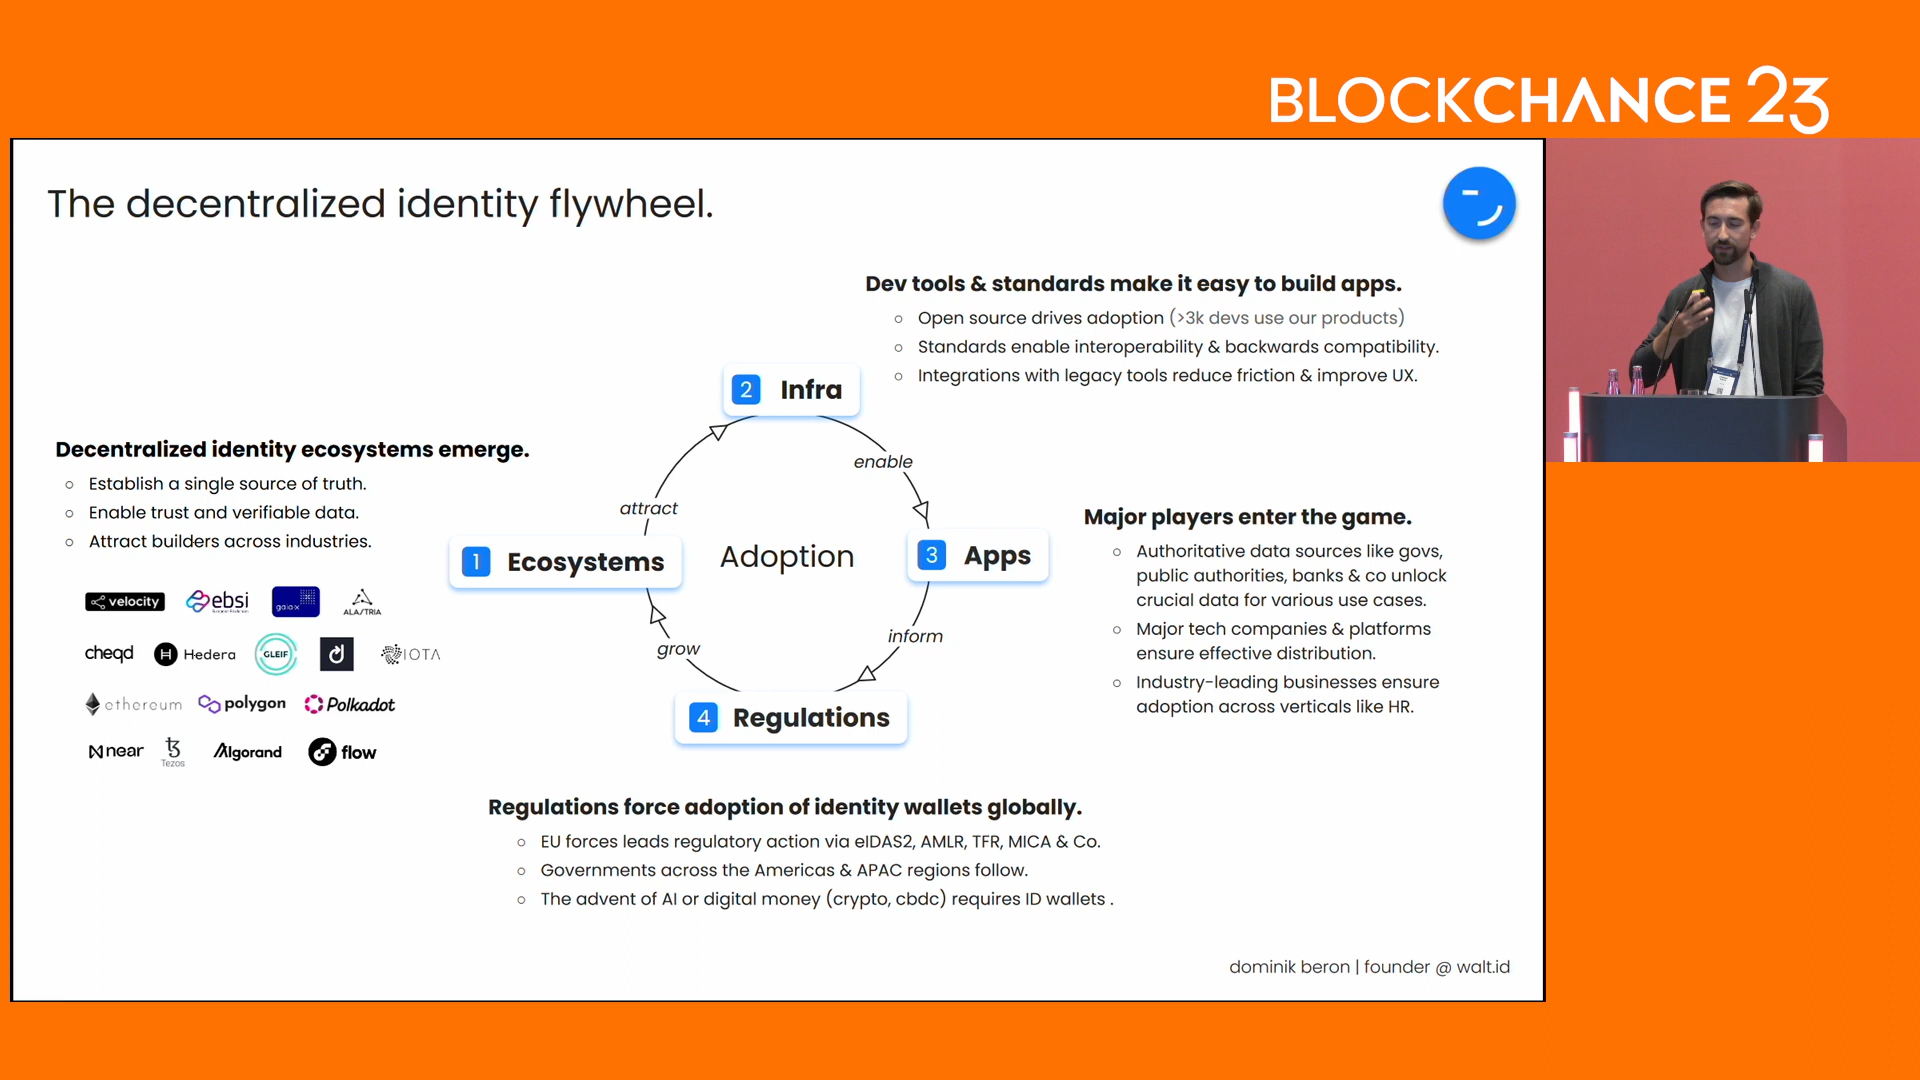 BLOCKCHANCE 23
The decentralized identity flywheel.
Dev tools & standards make it easy to build apps.
Open source drives adoption (>3k devs use our products)
Standards enable interoperability & backwards compatibility.
Integrations with legacy tools reduce friction & improve UX.
2 Infra
Decentralized identity ecosystems emerge.
Establish a single source of truth.
Enable trust and verifiable data.
Attract builders across industries.
enable
attract
1 Ecosystems
Adoption
3 Apps
Major players enter the game.
Authoritative data sources like govs,
public authorities, banks & co unlock
crucial data for various use cases.
Major tech companies & platforms
ensure effective distribution.
Industry-leading businesses ensure
adoption across verticals like HR.
velocity ebsi gaia-x ALASTRIA
cheqd H Hedera GLEIF d IOTA
ethereum polygon Polkadot
near Tezos Algorand flow
inform
grow
4 Regulations
Regulations force adoption of identity wallets globally.
EU forces leads regulatory action via eIDAS2, AMLR, TFR, MICA & Co.
Governments across the Americas & APAC regions follow.
The advent of AI or digital money (crypto, cbdc) requires ID wallets .
dominik beron | founder @ walt.id